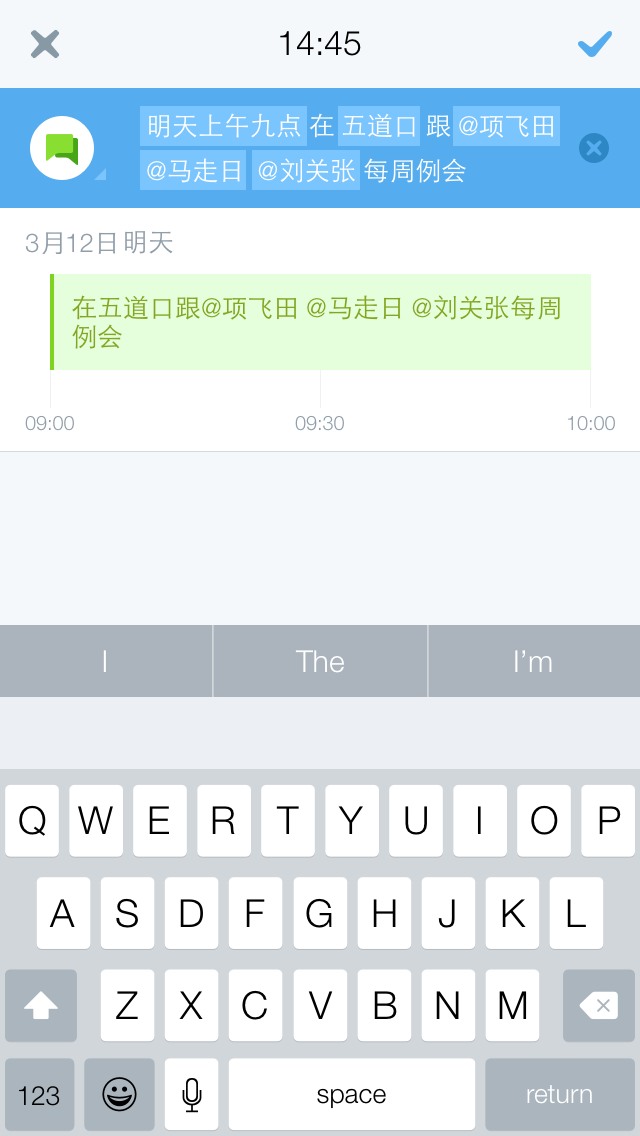 14:45
明天上午九点 在 五道口 跟 @项飞田
@马走日 @刘关张 每周例会
3月12日 明天
在五道口跟@项飞田 @马走日 @刘关张每周
例会
09:00 09:30 10:00
I The I'm
Q W E R T Y U I O P
A S D F G H J K L
Z X C V B N M
123 space return